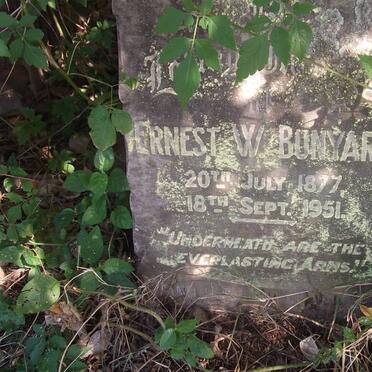 ERNEST W. BUNYAR
20TH JULY 1877
18TH SEPT. 1951.
"UNDERNEATH ARE THE
EVERLASTING ARMS."